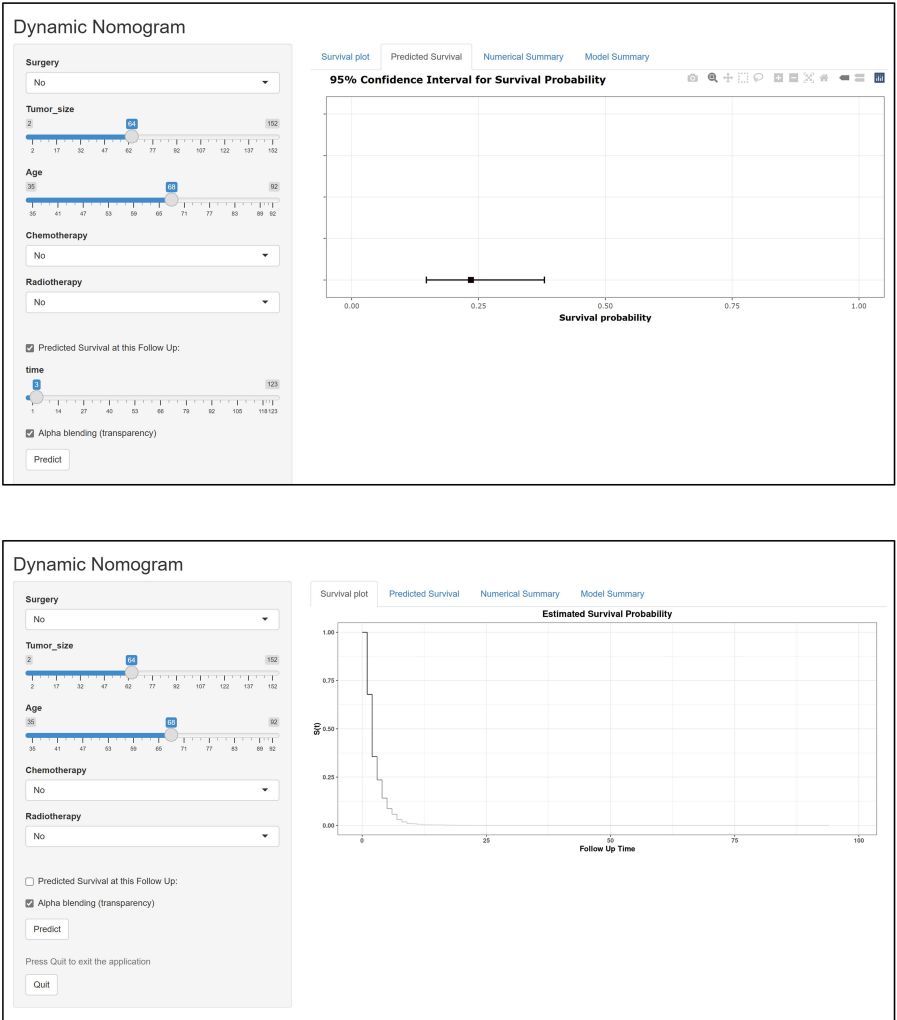 Dynamic Nomogram
Surgery
No
Tumor_size
2 64 152
2 17 32 47 62 77 92 107 122 137 152
Age
35 68 92
35 41 47 53 59 65 71 77 83 89 92
Chemotherapy
No
Radiotherapy
No
Predicted Survival at this Follow Up:
time
3 123
1 14 27 40 53 66 79 92 105 118 123
Alpha blending (transparency)
Predict
Survival plot Predicted Survival Numerical Summary Model Summary
95% Confidence Interval for Survival Probability
0.00 0.25 0.50 0.75 1.00
Survival probability
Dynamic Nomogram
Surgery
No
Tumor_size
2 64 152
2 17 32 47 62 77 92 107 122 137 152
Age
35 68 92
35 41 47 53 59 65 71 77 83 89 92
Chemotherapy
No
Radiotherapy
No
Predicted Survival at this Follow Up:
Alpha blending (transparency)
Predict
Press Quit to exit the application
Quit
Survival plot Predicted Survival Numerical Summary Model Summary
Estimated Survival Probability
1.00
0.75
0.50
0.25
0.00
S(t)
0 25 50 75 100
Follow Up Time